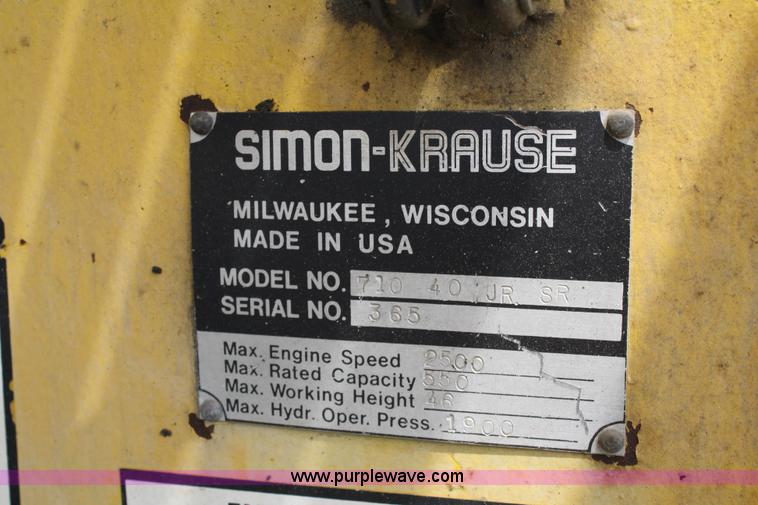 SIMON-KRAUSE
MILWAUKEE, WISCONSIN
MADE IN USA
MODEL NO. 710 40 JR SR
SERIAL NO. 365
Max. Engine Speed 2500
Max. Rated Capacity 550
Max. Working Height 46
Max. Hydr. Oper. Press. 1900
www.purplewave.com